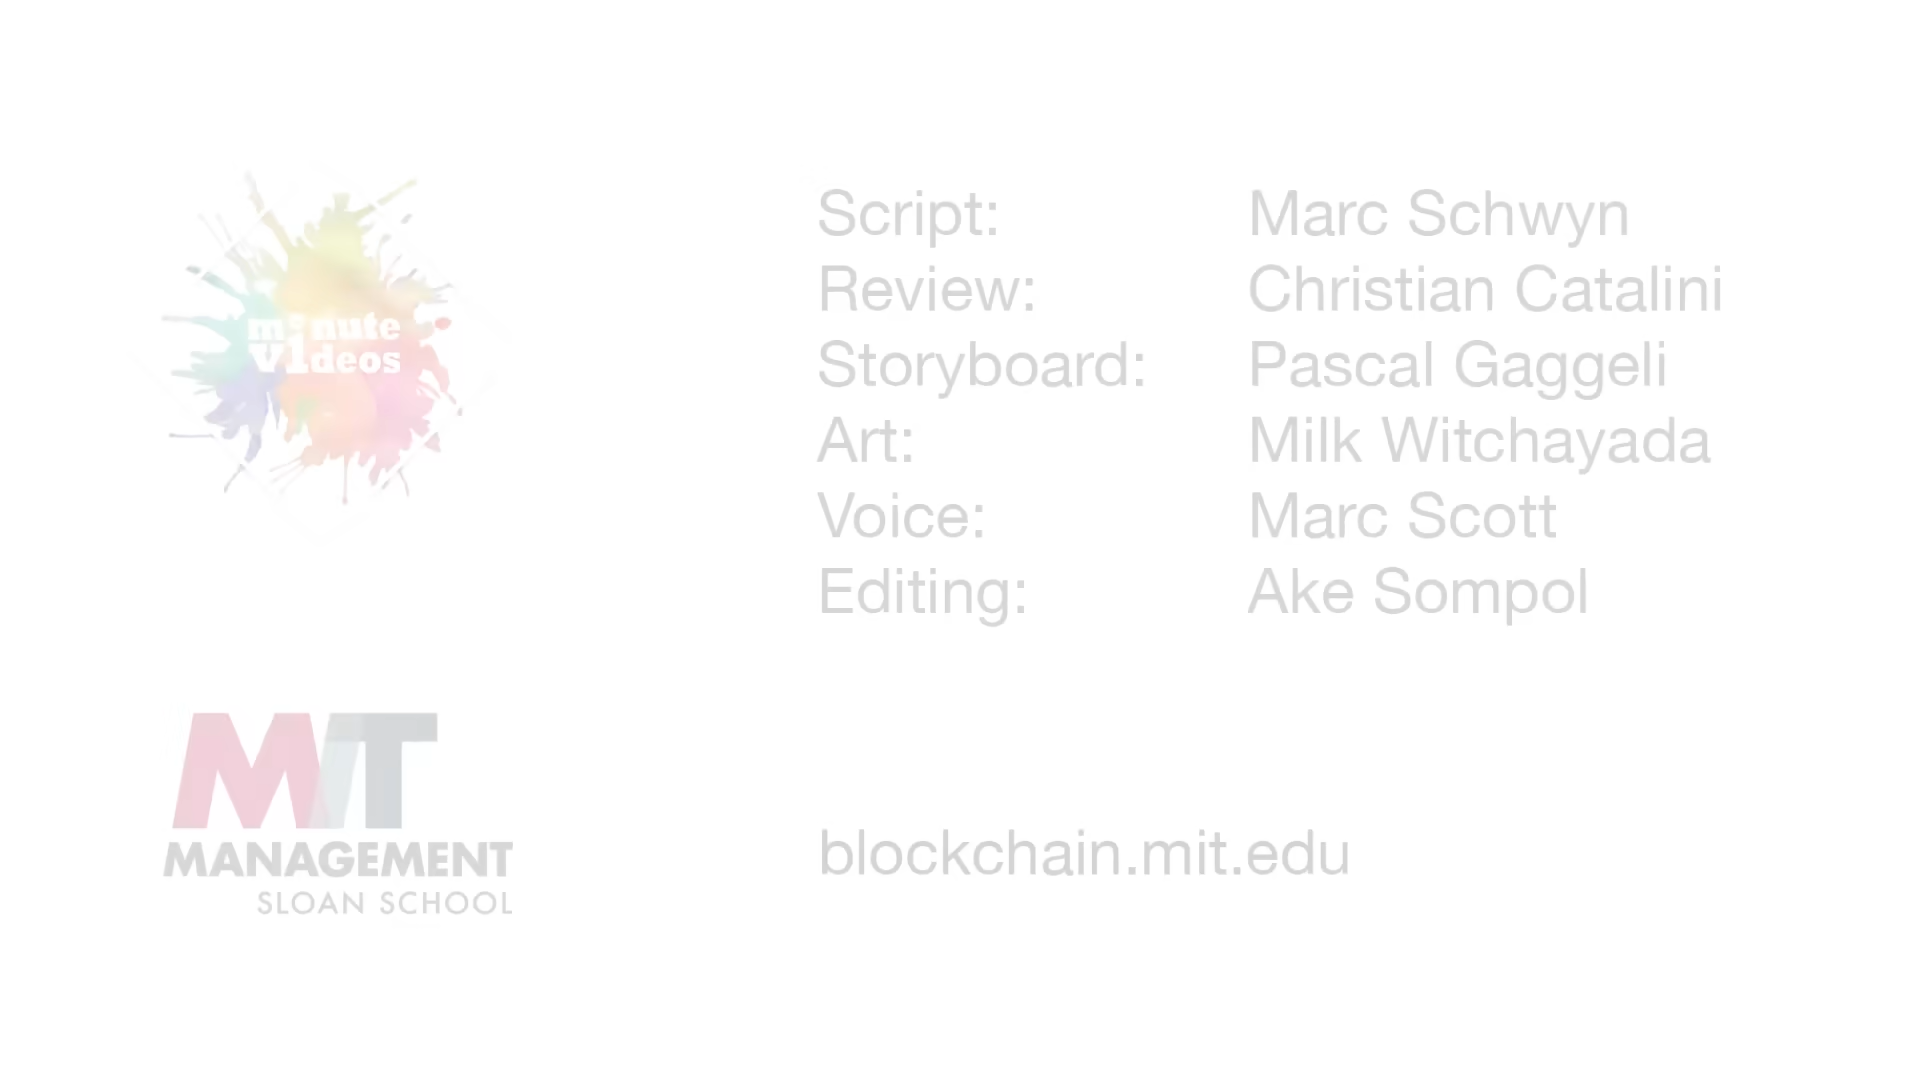 minute
v1deos
Script: Marc Schwyn
Review: Christian Catalini
Storyboard: Pascal Gaggeli
Art: Milk Witchayada
Voice: Marc Scott
Editing: Ake Sompol
MIT
MANAGEMENT
SLOAN SCHOOL
blockchain.mit.edu